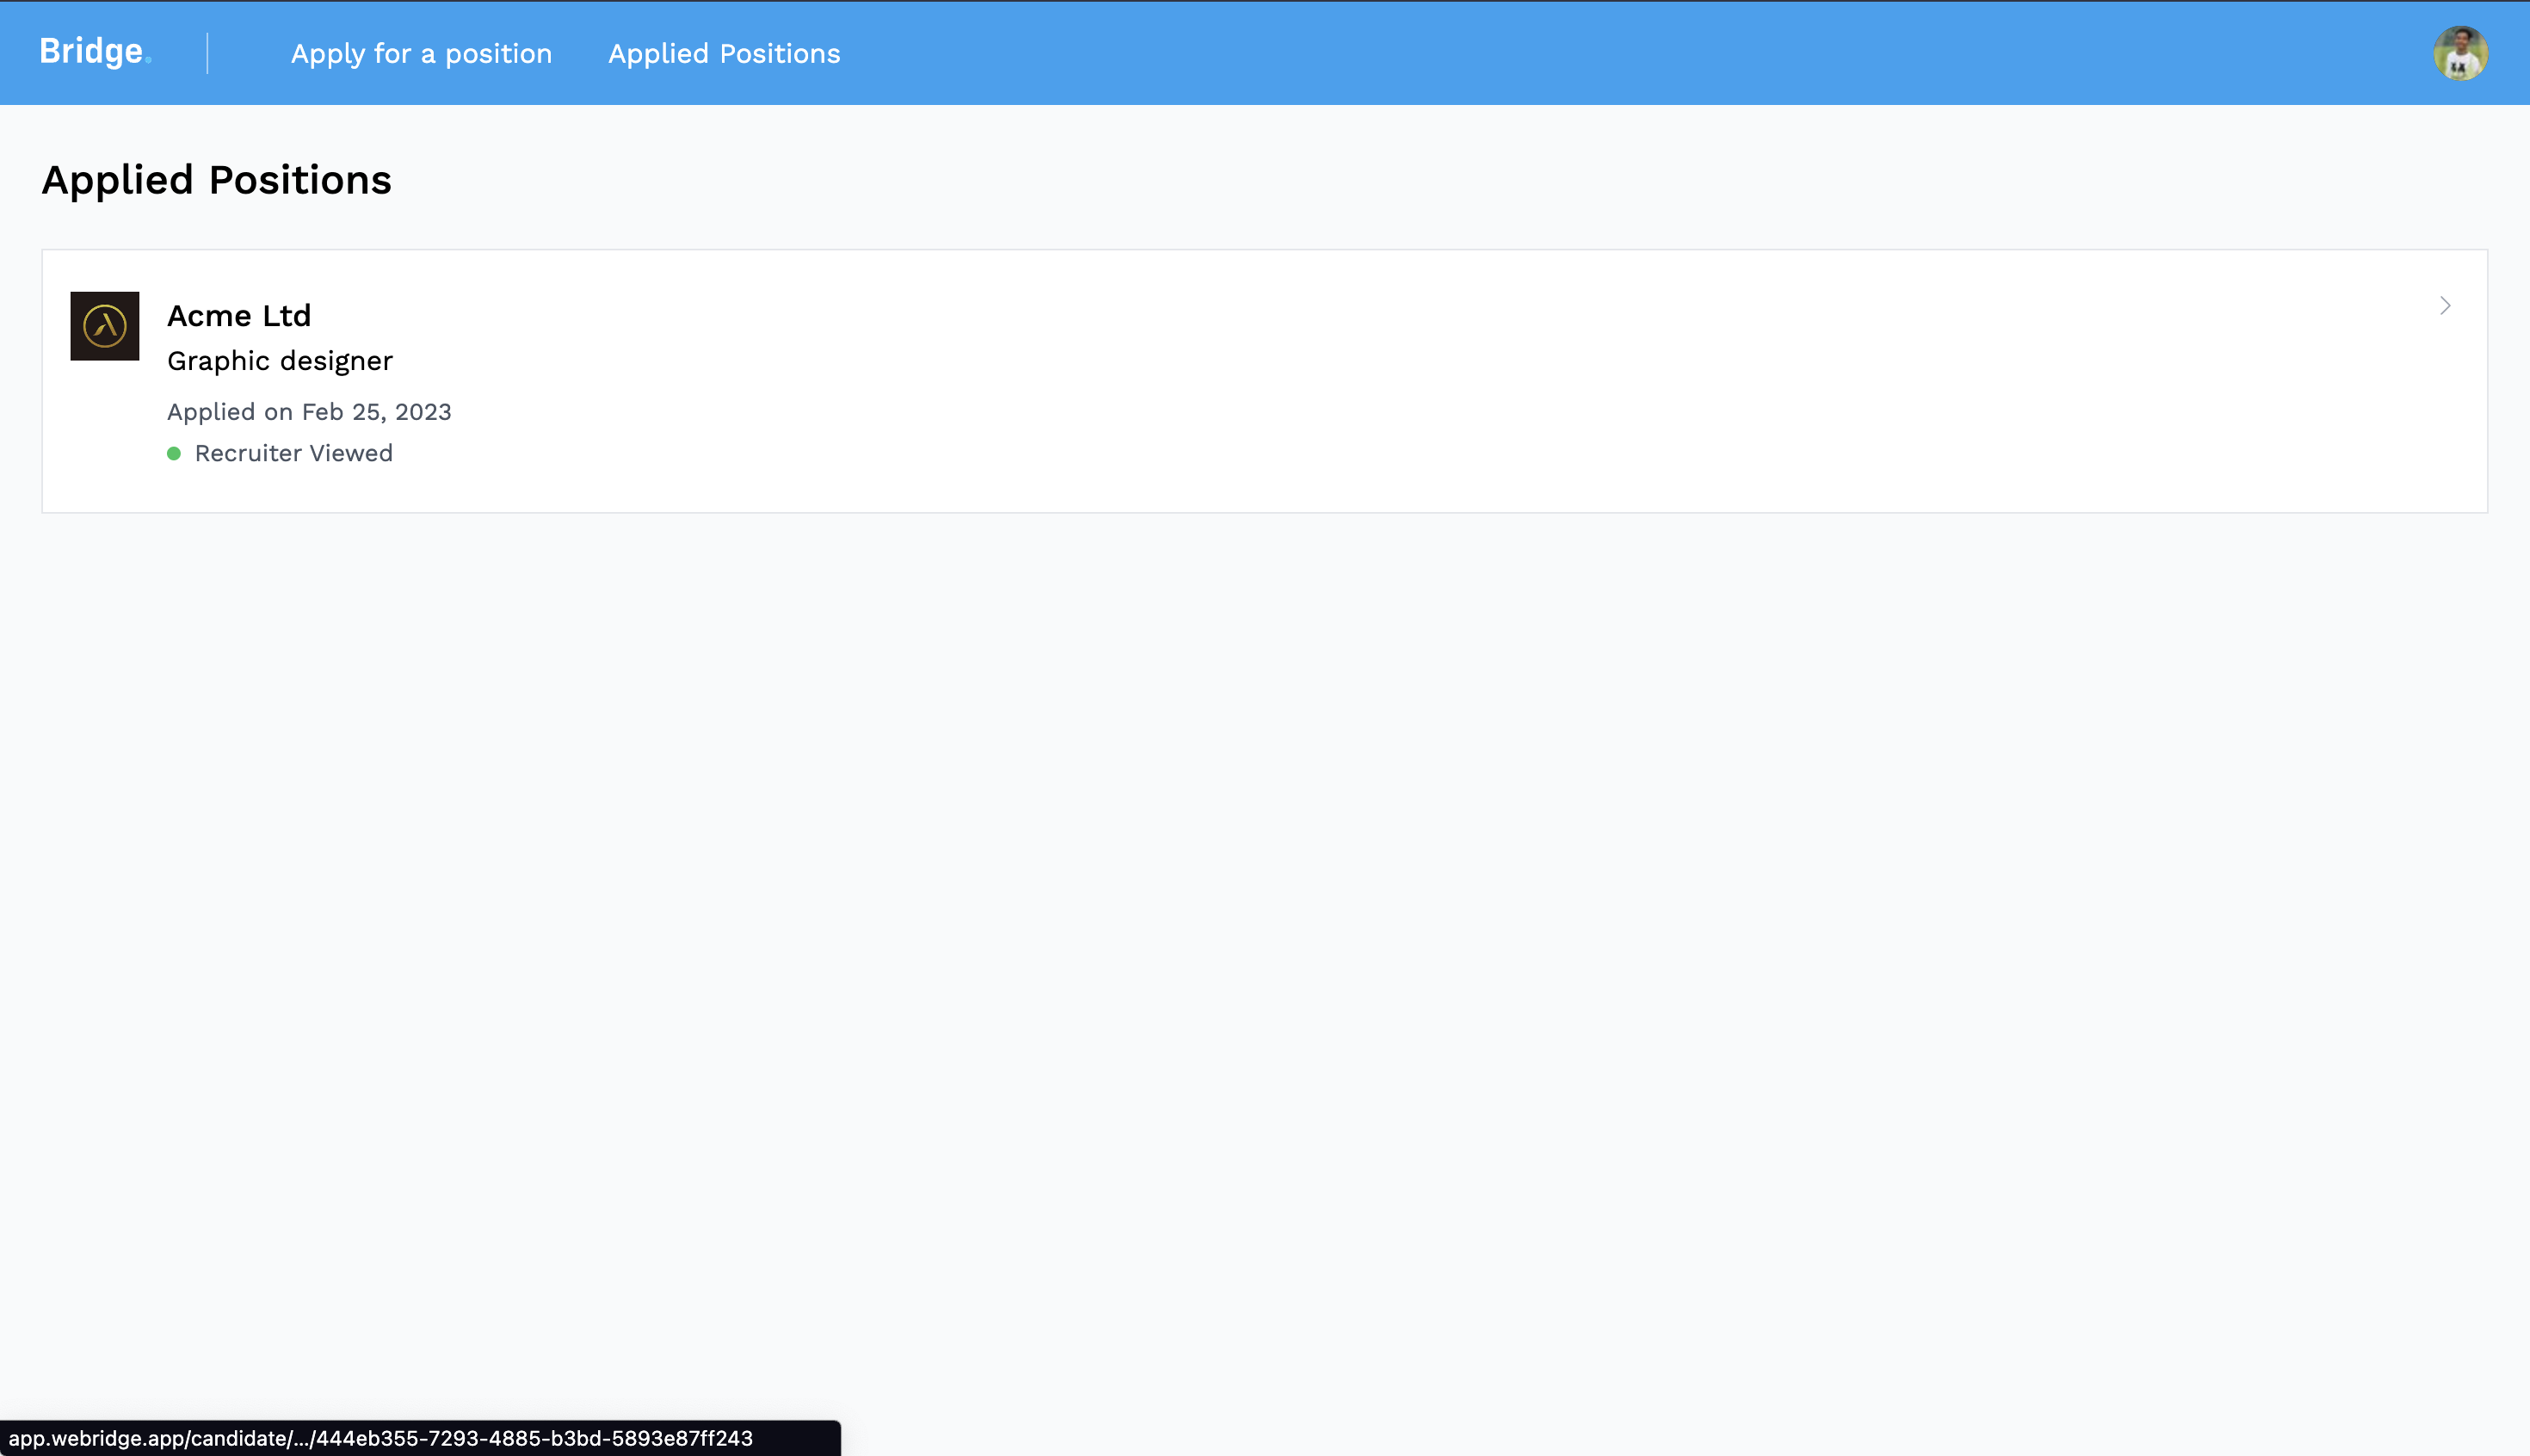 Bridge.
Apply for a position
Applied Positions
Applied Positions
Acme Ltd
Graphic designer
Applied on Feb 25, 2023
Recruiter Viewed
app.webridge.app/candidate/.../444eb355-7293-4885-b3bd-5893e87ff243